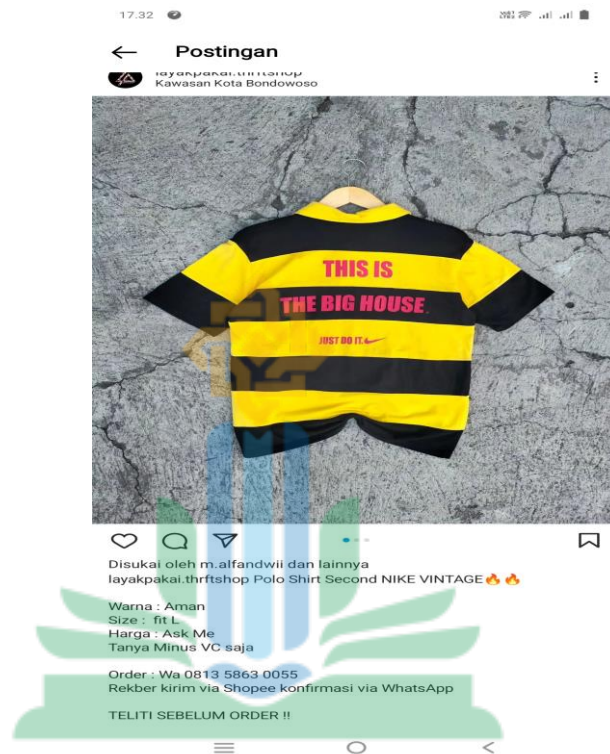 17.32
Postingan
layakpakai.thrftshop
Kawasan Kota Bondowoso
THIS IS
THE BIG HOUSE.
JUST DO IT.
Disukai oleh m.alfandwii dan lainnya
layakpakai.thrftshop Polo Shirt Second NIKE VINTAGE🔥🔥
Warna : Aman
Size : fit L
Harga : Ask Me
Tanya Minus VC saja
Order : Wa 0813 5863 0055
Rekber kirim via Shopee konfirmasi via WhatsApp
TELITI SEBELUM ORDER !!